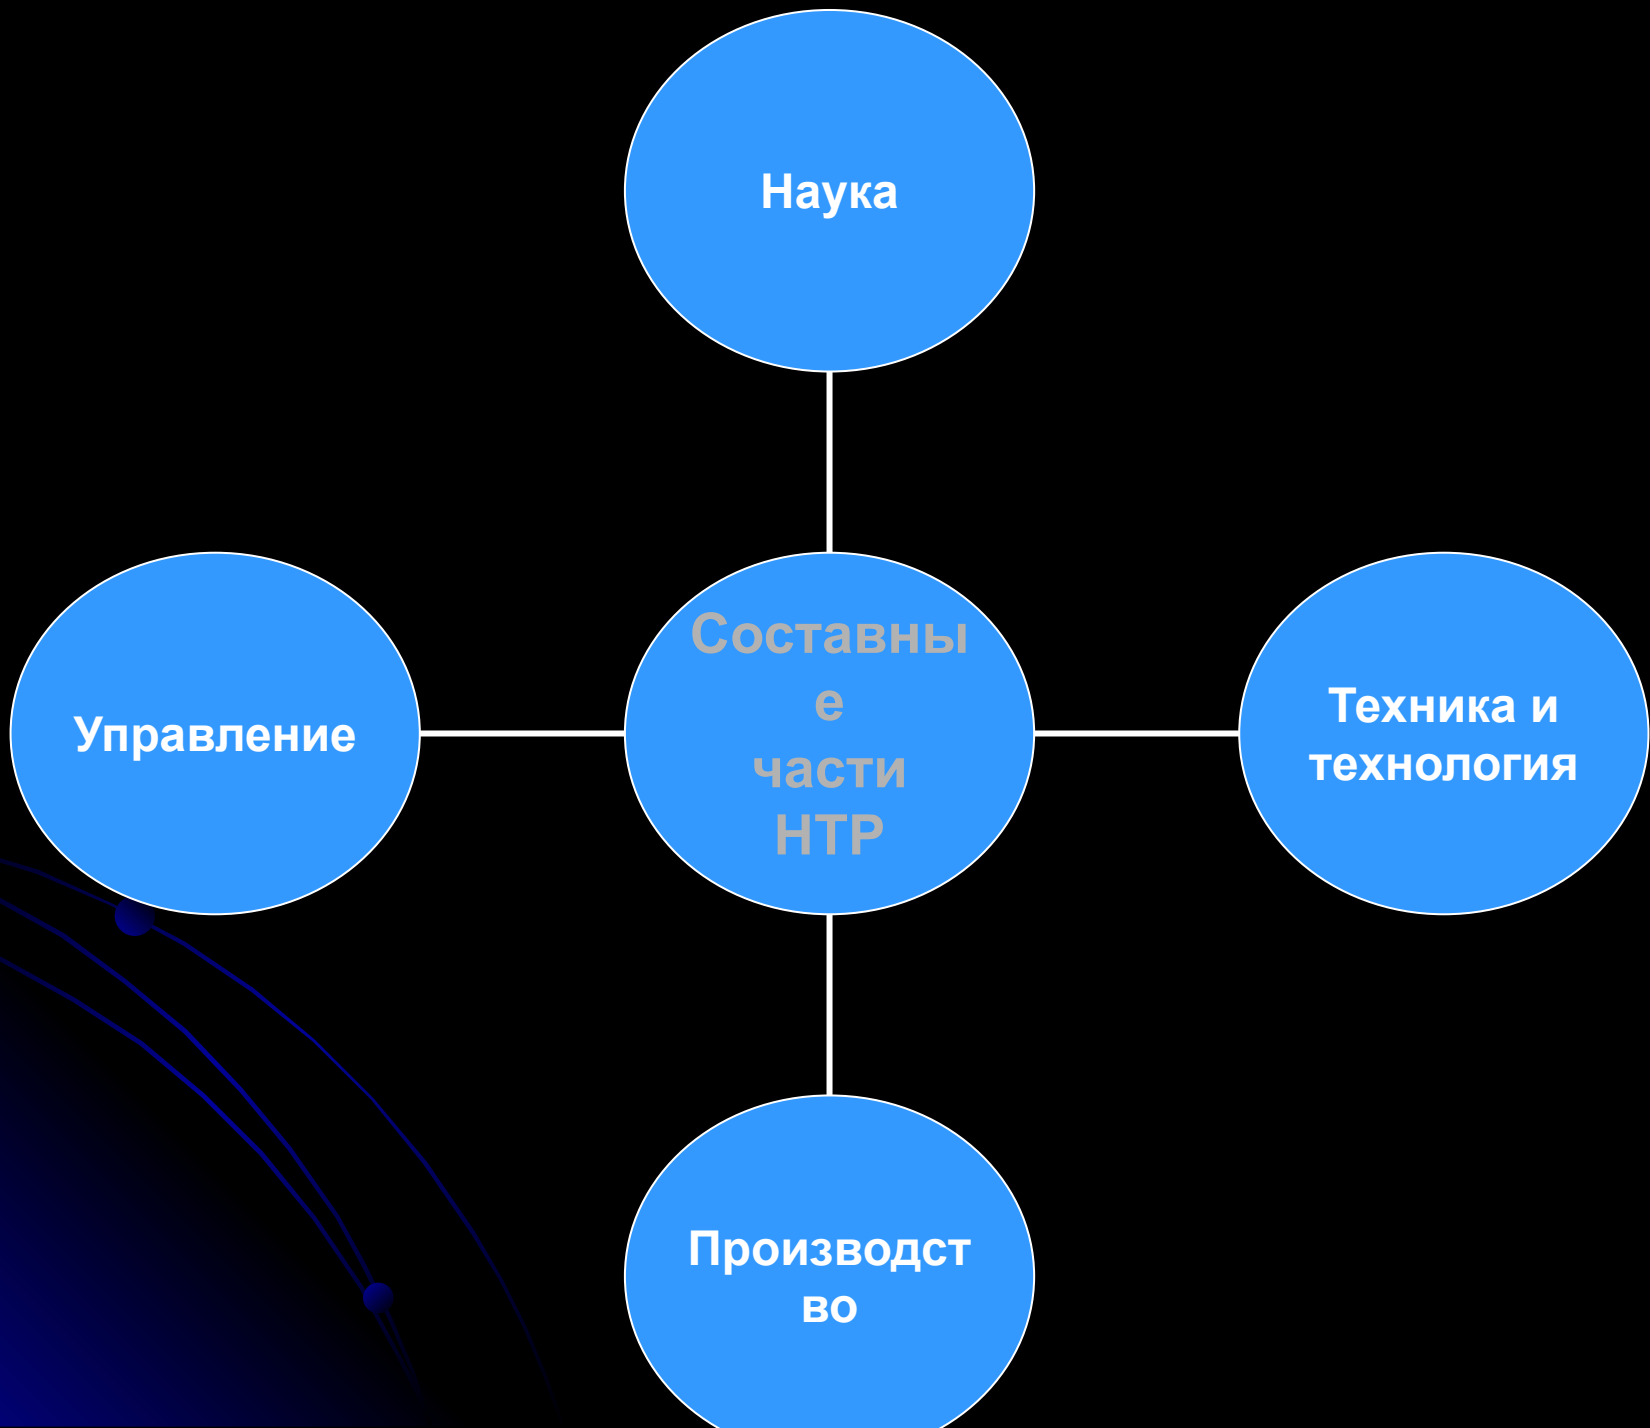 Наука
Управление
Составны
е
части
НТР
Техника и
технология
Производст
во